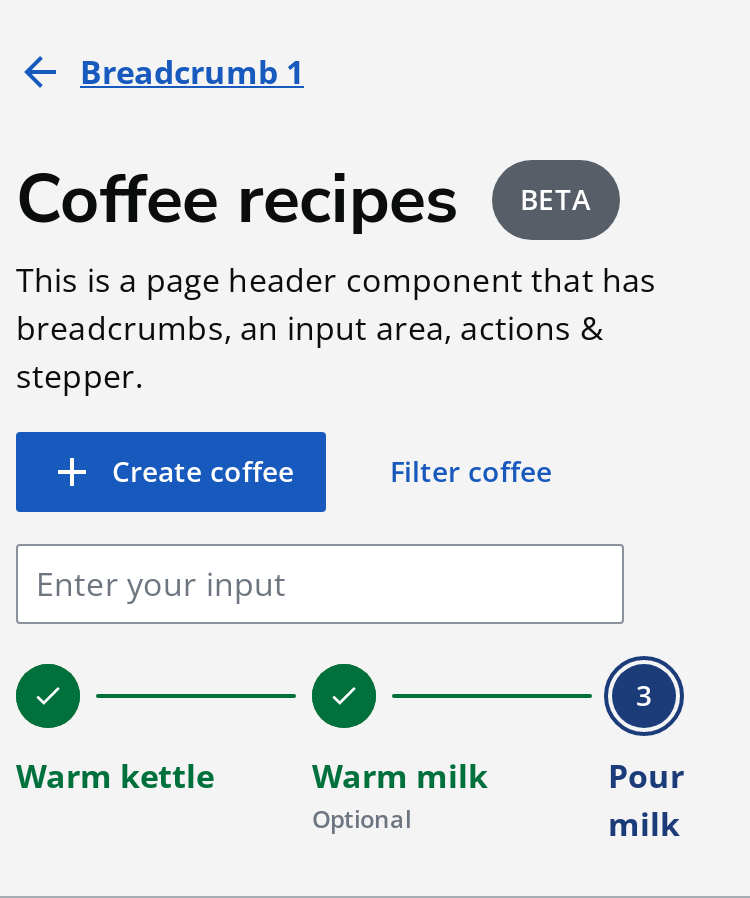 Breadcrumb 1
Coffee recipes BETA
This is a page header component that has
breadcrumbs, an input area, actions &
stepper.
Create coffee Filter coffee
Enter your input
3
Warm kettle Warm milk Pour
Optional milk